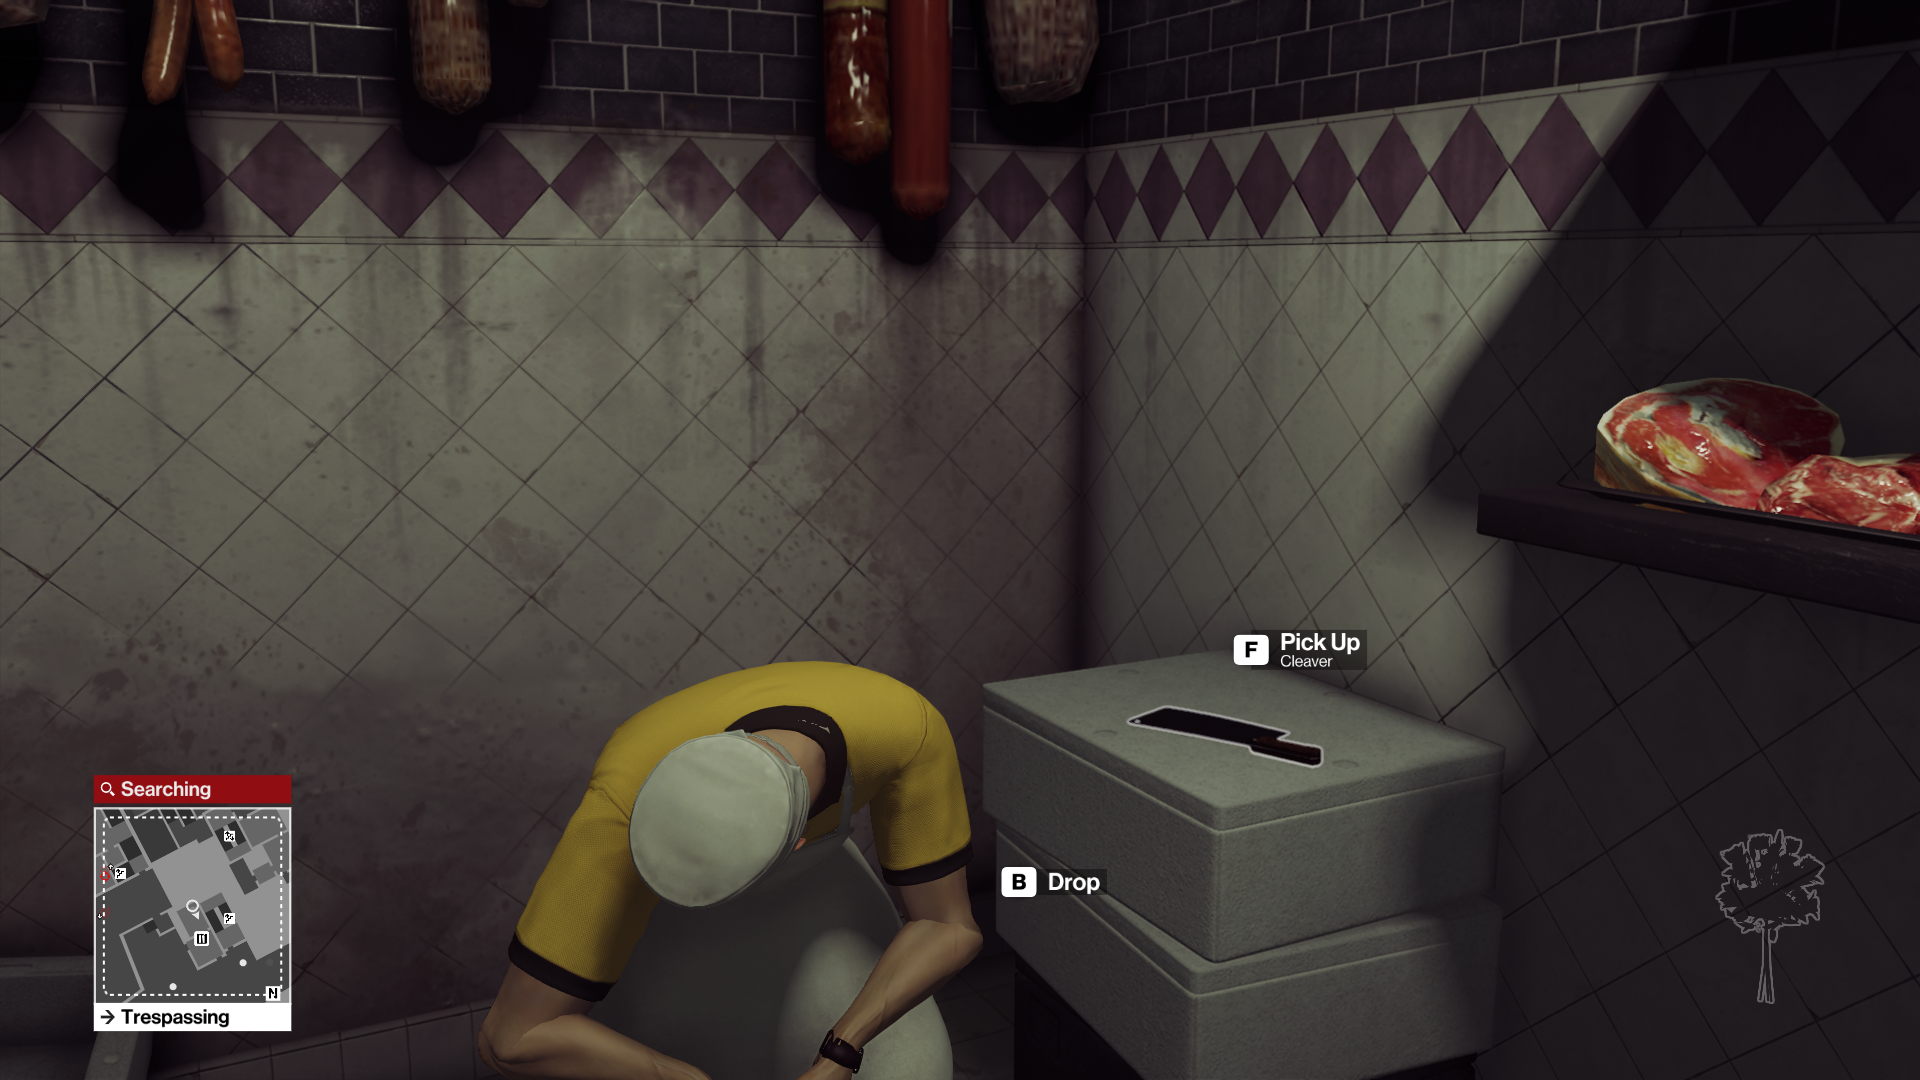 F Pick Up
Cleaver
B Drop
Searching
N
Trespassing